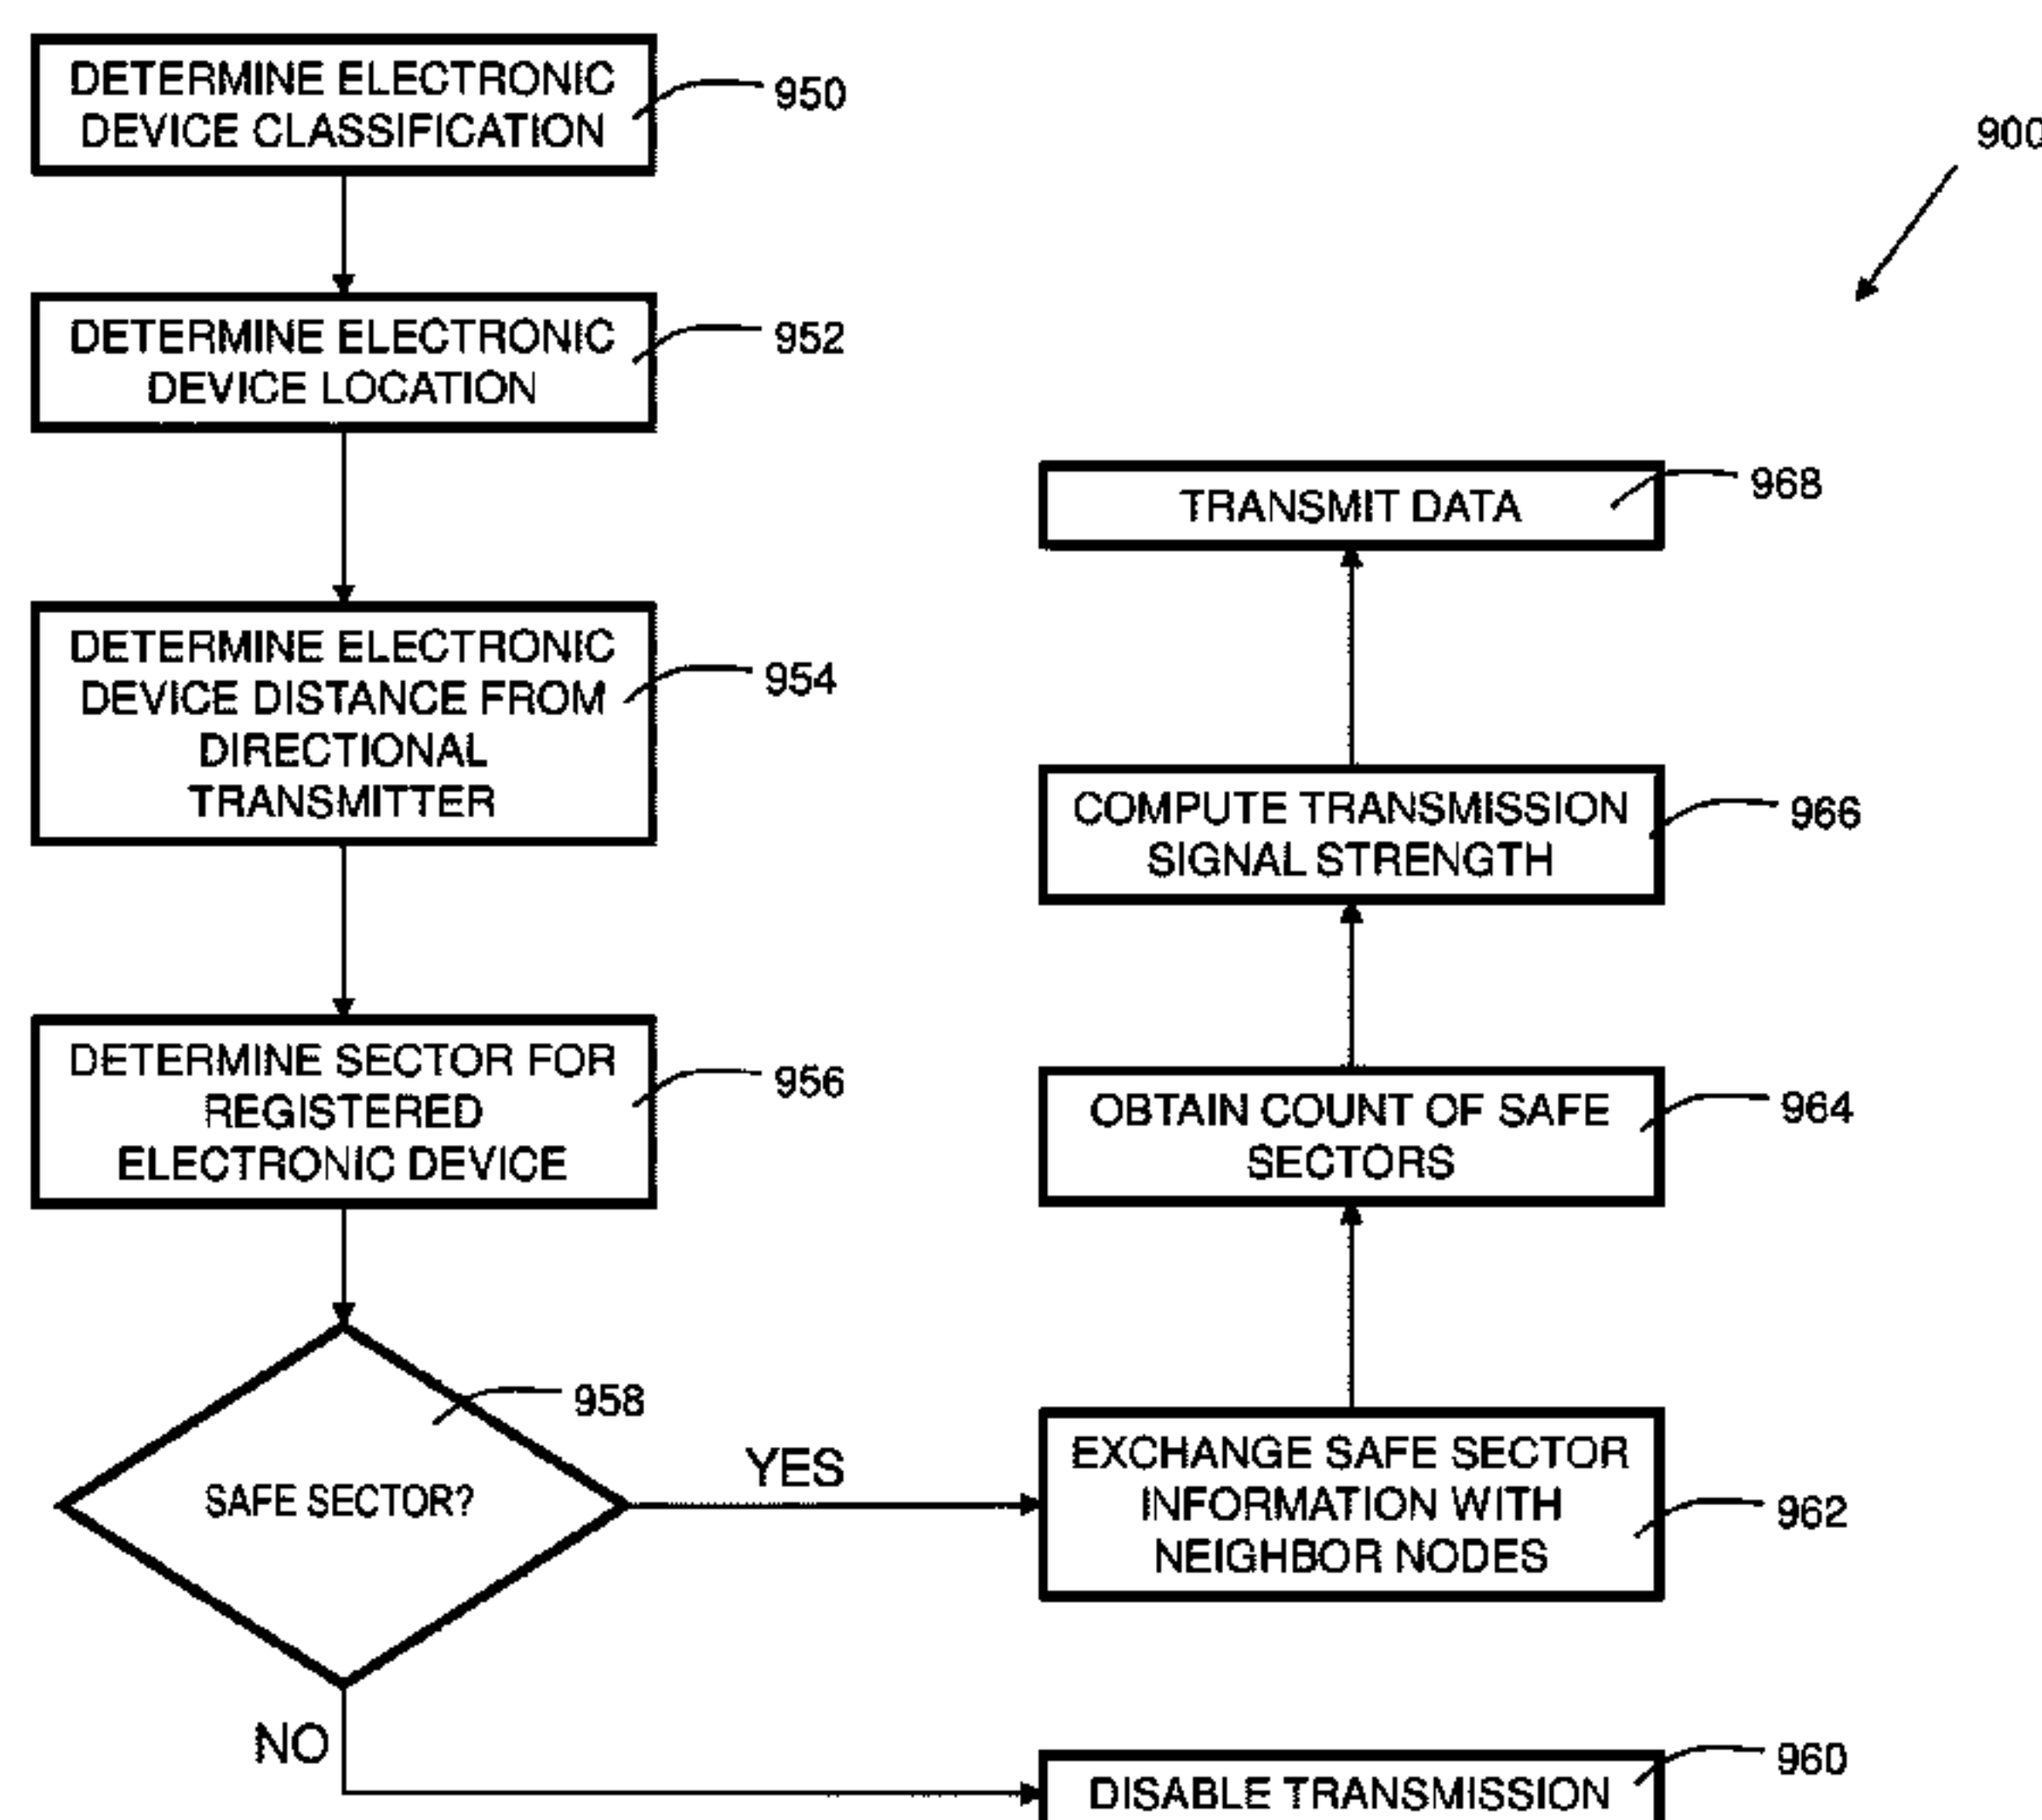 DETERMINE ELECTRONIC
DEVICE CLASSIFICATION
950
900
DETERMINE ELECTRONIC
DEVICE LOCATION
952
DETERMINE ELECTRONIC
DEVICE DISTANCE FROM
DIRECTIONAL
TRANSMITTER
954
DETERMINE SECTOR FOR
REGISTERED
ELECTRONIC DEVICE
956
SAFE SECTOR?
958
YES
NO
TRANSMIT DATA
968
COMPUTE TRANSMISSION
SIGNAL STRENGTH
966
OBTAIN COUNT OF SAFE
SECTORS
964
EXCHANGE SAFE SECTOR
INFORMATION WITH
NEIGHBOR NODES
962
DISABLE TRANSMISSION
960